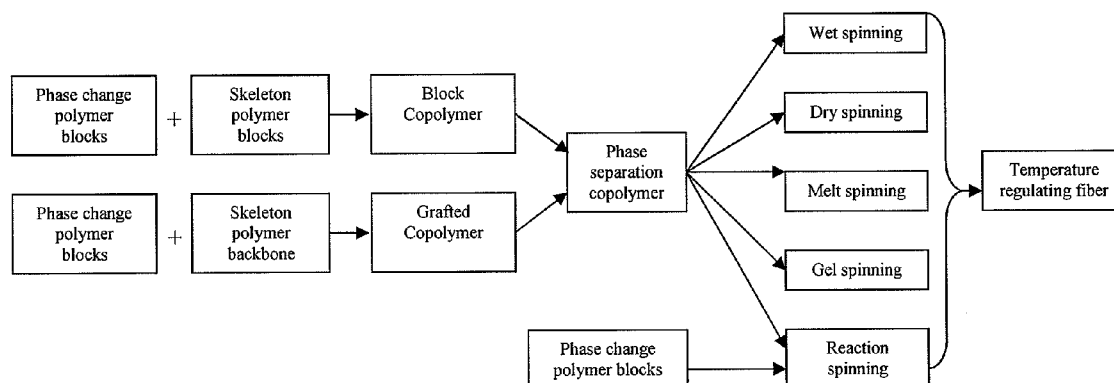 Phase change
polymer
blocks
+
Skeleton
polymer
blocks
Block
Copolymer
Phase change
polymer
blocks
+
Skeleton
polymer
backbone
Grafted
Copolymer
Phase
separation
copolymer
Wet spinning
Dry spinning
Melt spinning
Gel spinning
Phase change
polymer blocks
Reaction
spinning
Temperature
regulating fiber